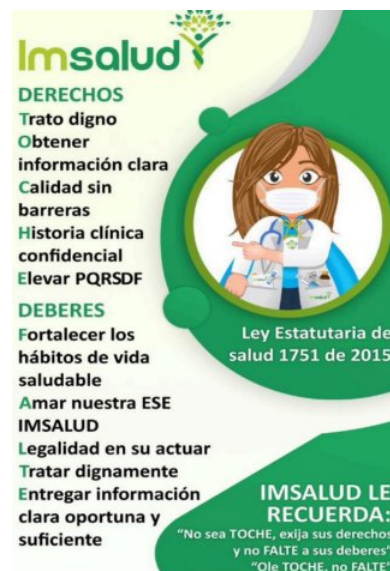 Imsalud
DERECHOS
Trato digno
Obtener
información clara
Calidad sin
barreras
Historia clínica
confidencial
Elevar PQRSDF
DEBERES
Fortalecer los
hábitos de vida
saludable
Amar nuestra ESE
IMSALUD
Legalidad en su actuar
Tratar dignamente
Entregar información
clara oportuna y
suficiente
Ley Estatutaria de
salud 1751 de 2015
IMSALUD LE
RECUERDA:
"No sea TOCHE, exija sus derechos
y no FALTE a sus deberes"
"Ole TOCHE, no FALTE"